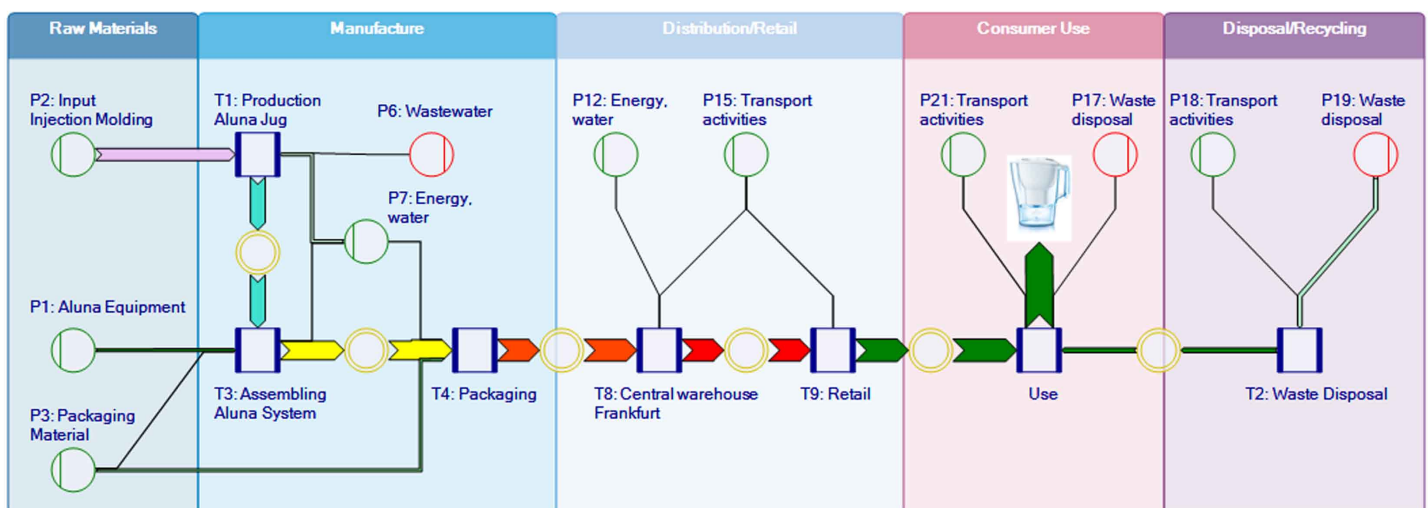 Raw Materials
Manufacture
Distribution/Retail
Consumer Use
Disposal/Recycling
P2: Input
Injection Molding
T1: Production
Aluna Jug
P6: Wastewater
P7: Energy,
water
P12: Energy,
water
P15: Transport
activities
P21: Transport
activities
P17: Waste
disposal
P18: Transport
activities
P19: Waste
disposal
P1: Aluna Equipment
T3: Assembling
Aluna System
T4: Packaging
T8: Central warehouse
Frankfurt
T9: Retail
Use
T2: Waste Disposal
P3: Packaging
Material